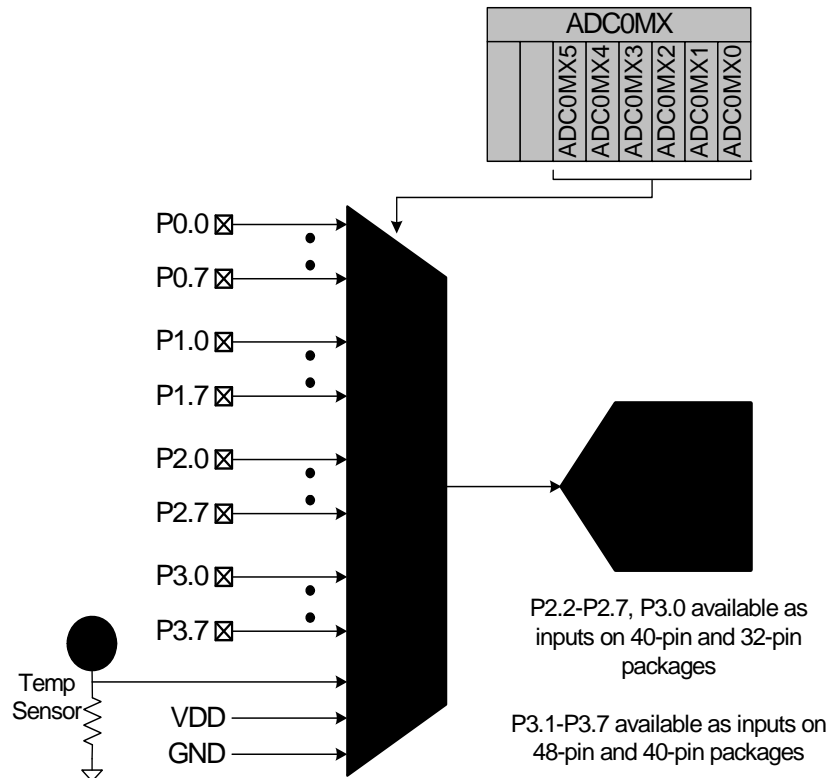 ADC0MX
ADC0MX5
ADC0MX4
ADC0MX3
ADC0MX2
ADC0MX1
ADC0MX0
P0.0
P0.7
P1.0
P1.7
P2.0
P2.7
P3.0
P3.7
Temp
Sensor
VDD
GND
P2.2-P2.7, P3.0 available as
inputs on 40-pin and 32-pin
packages
P3.1-P3.7 available as inputs on
48-pin and 40-pin packages